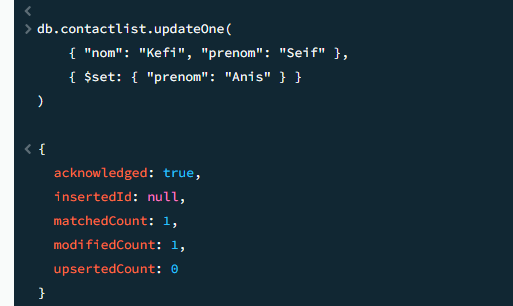 db.contactlist.updateOne(
{ "nom": "Kefi", "prenom": "Seif" },
{ $set: { "prenom": "Anis" } }
)
{
acknowledged: true,
insertedId: null,
matchedCount: 1,
modifiedCount: 1,
upsertedCount: 0
}